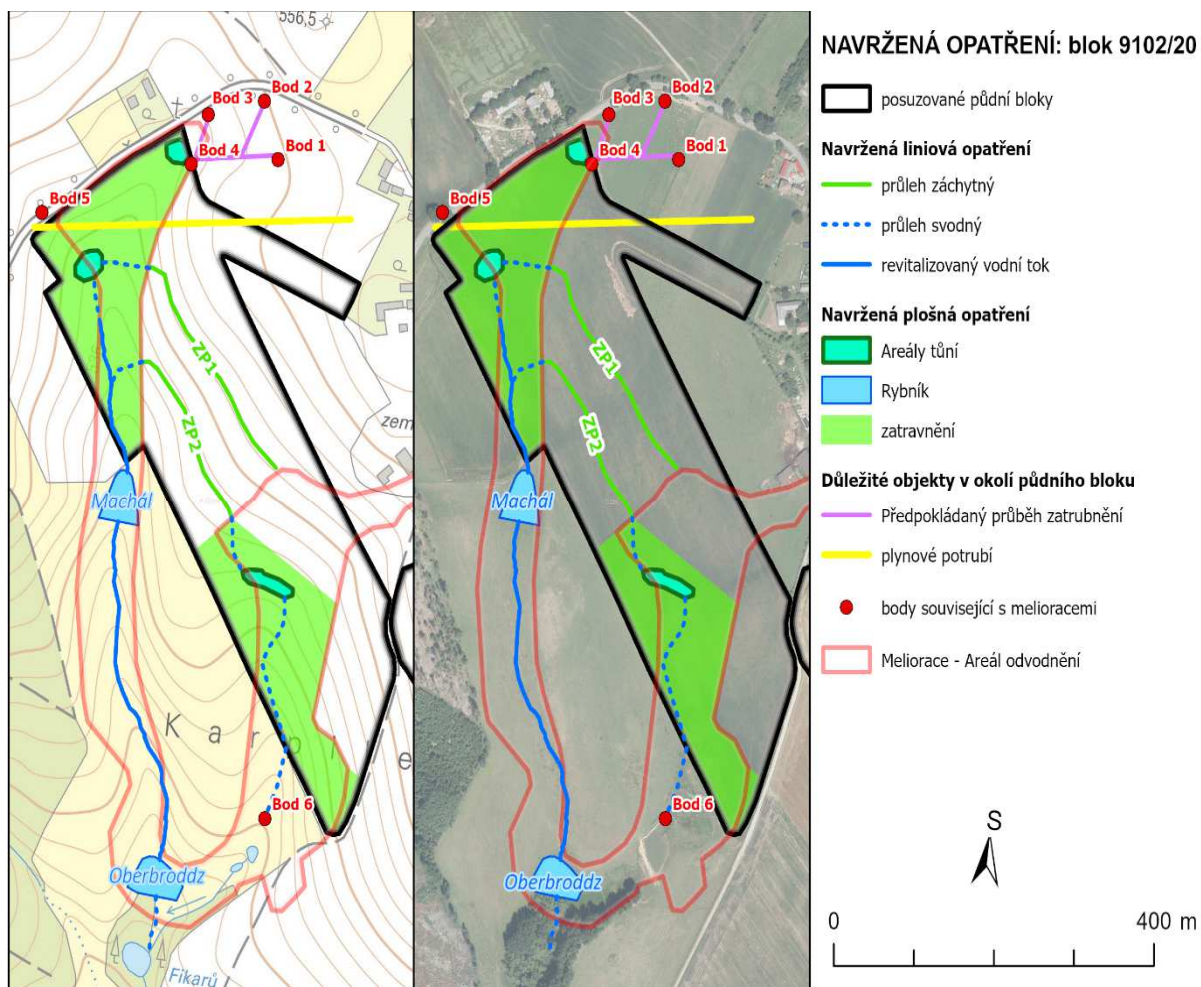 556,5
Bod 2
Bod 3
Bod 4
Bod 1
Bod 5
ZP1
ZP2
zem
Machál
Karpile
Bod 6
Oberbroddz
Fikarů
Bod 2
Bod 3
Bod 4
Bod 1
Bod 5
ZP1
ZP2
Machál
Bod 6
Oberbroddz
NAVRŽENÁ OPATŘENÍ: blok 9102/20
posuzované půdní bloky
Navržená liniová opatření
průleh záchytný
průleh svodný
revitalizovaný vodní tok
Navržená plošná opatření
Areály tůní
Rybník
zatravnění
Důležité objekty v okolí půdního bloku
Předpokládaný průběh zatrubnění
plynové potrubí
body související s melioracemi
Meliorace - Areál odvodnění
S
0 400 m